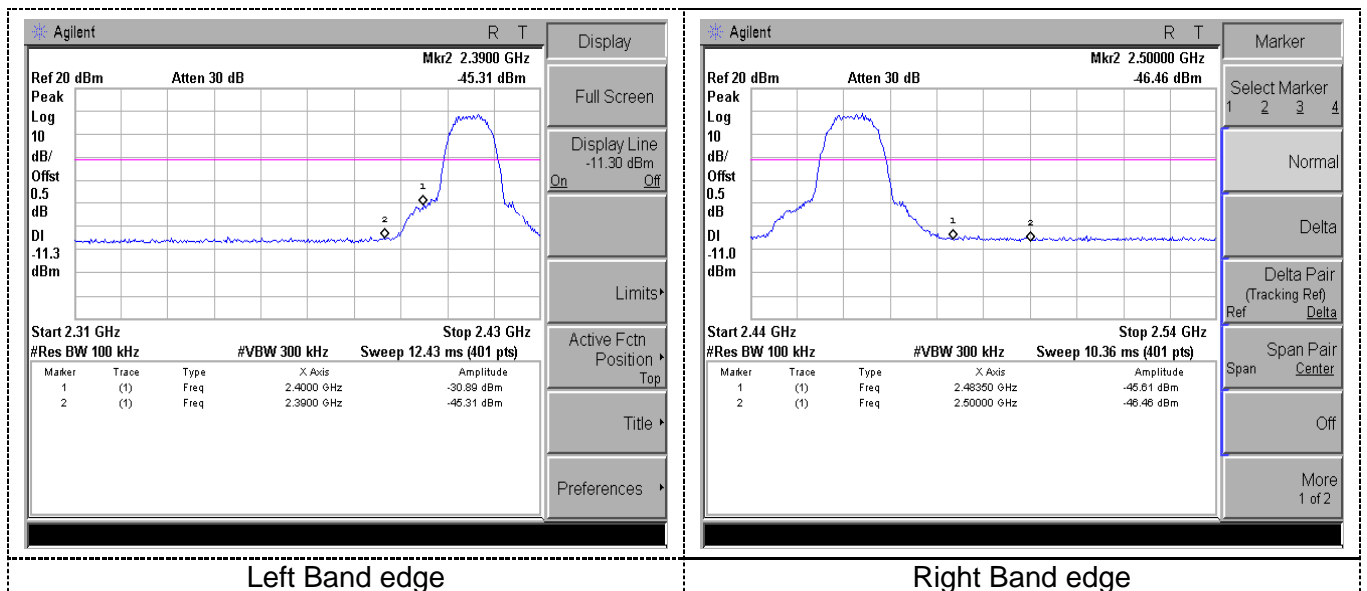 Agilent R T
Mkr2 2.3900 GHz
Ref 20 dBm Atten 30 dB -45.31 dBm
Peak
Log
10
dB/
Offst
0.5
dB
DI
-11.3
dBm
1
2
Start 2.31 GHz Stop 2.43 GHz
#Res BW 100 kHz #VBW 300 kHz Sweep 12.43 ms (401 pts)
Marker Trace Type X Axis Amplitude
1 (1) Freq 2.4000 GHz -30.89 dBm
2 (1) Freq 2.3900 GHz -45.31 dBm
Display
Full Screen
Display Line
-11.30 dBm
On Off
Limits
Active Fctn
Position
Top
Title
Preferences
Left Band edge
Agilent R T
Mkr2 2.50000 GHz
Ref 20 dBm Atten 30 dB -46.46 dBm
Peak
Log
10
dB/
Offst
0.5
dB
DI
-11.0
dBm
1
2
Start 2.44 GHz Stop 2.54 GHz
#Res BW 100 kHz #VBW 300 kHz Sweep 10.36 ms (401 pts)
Marker Trace Type X Axis Amplitude
1 (1) Freq 2.48350 GHz -45.61 dBm
2 (1) Freq 2.50000 GHz -46.46 dBm
Marker
Select Marker
1 2 3 4
Normal
Delta
Delta Pair
(Tracking Ref)
Ref Delta
Span Pair
Span Center
Off
More
1 of 2
Right Band edge